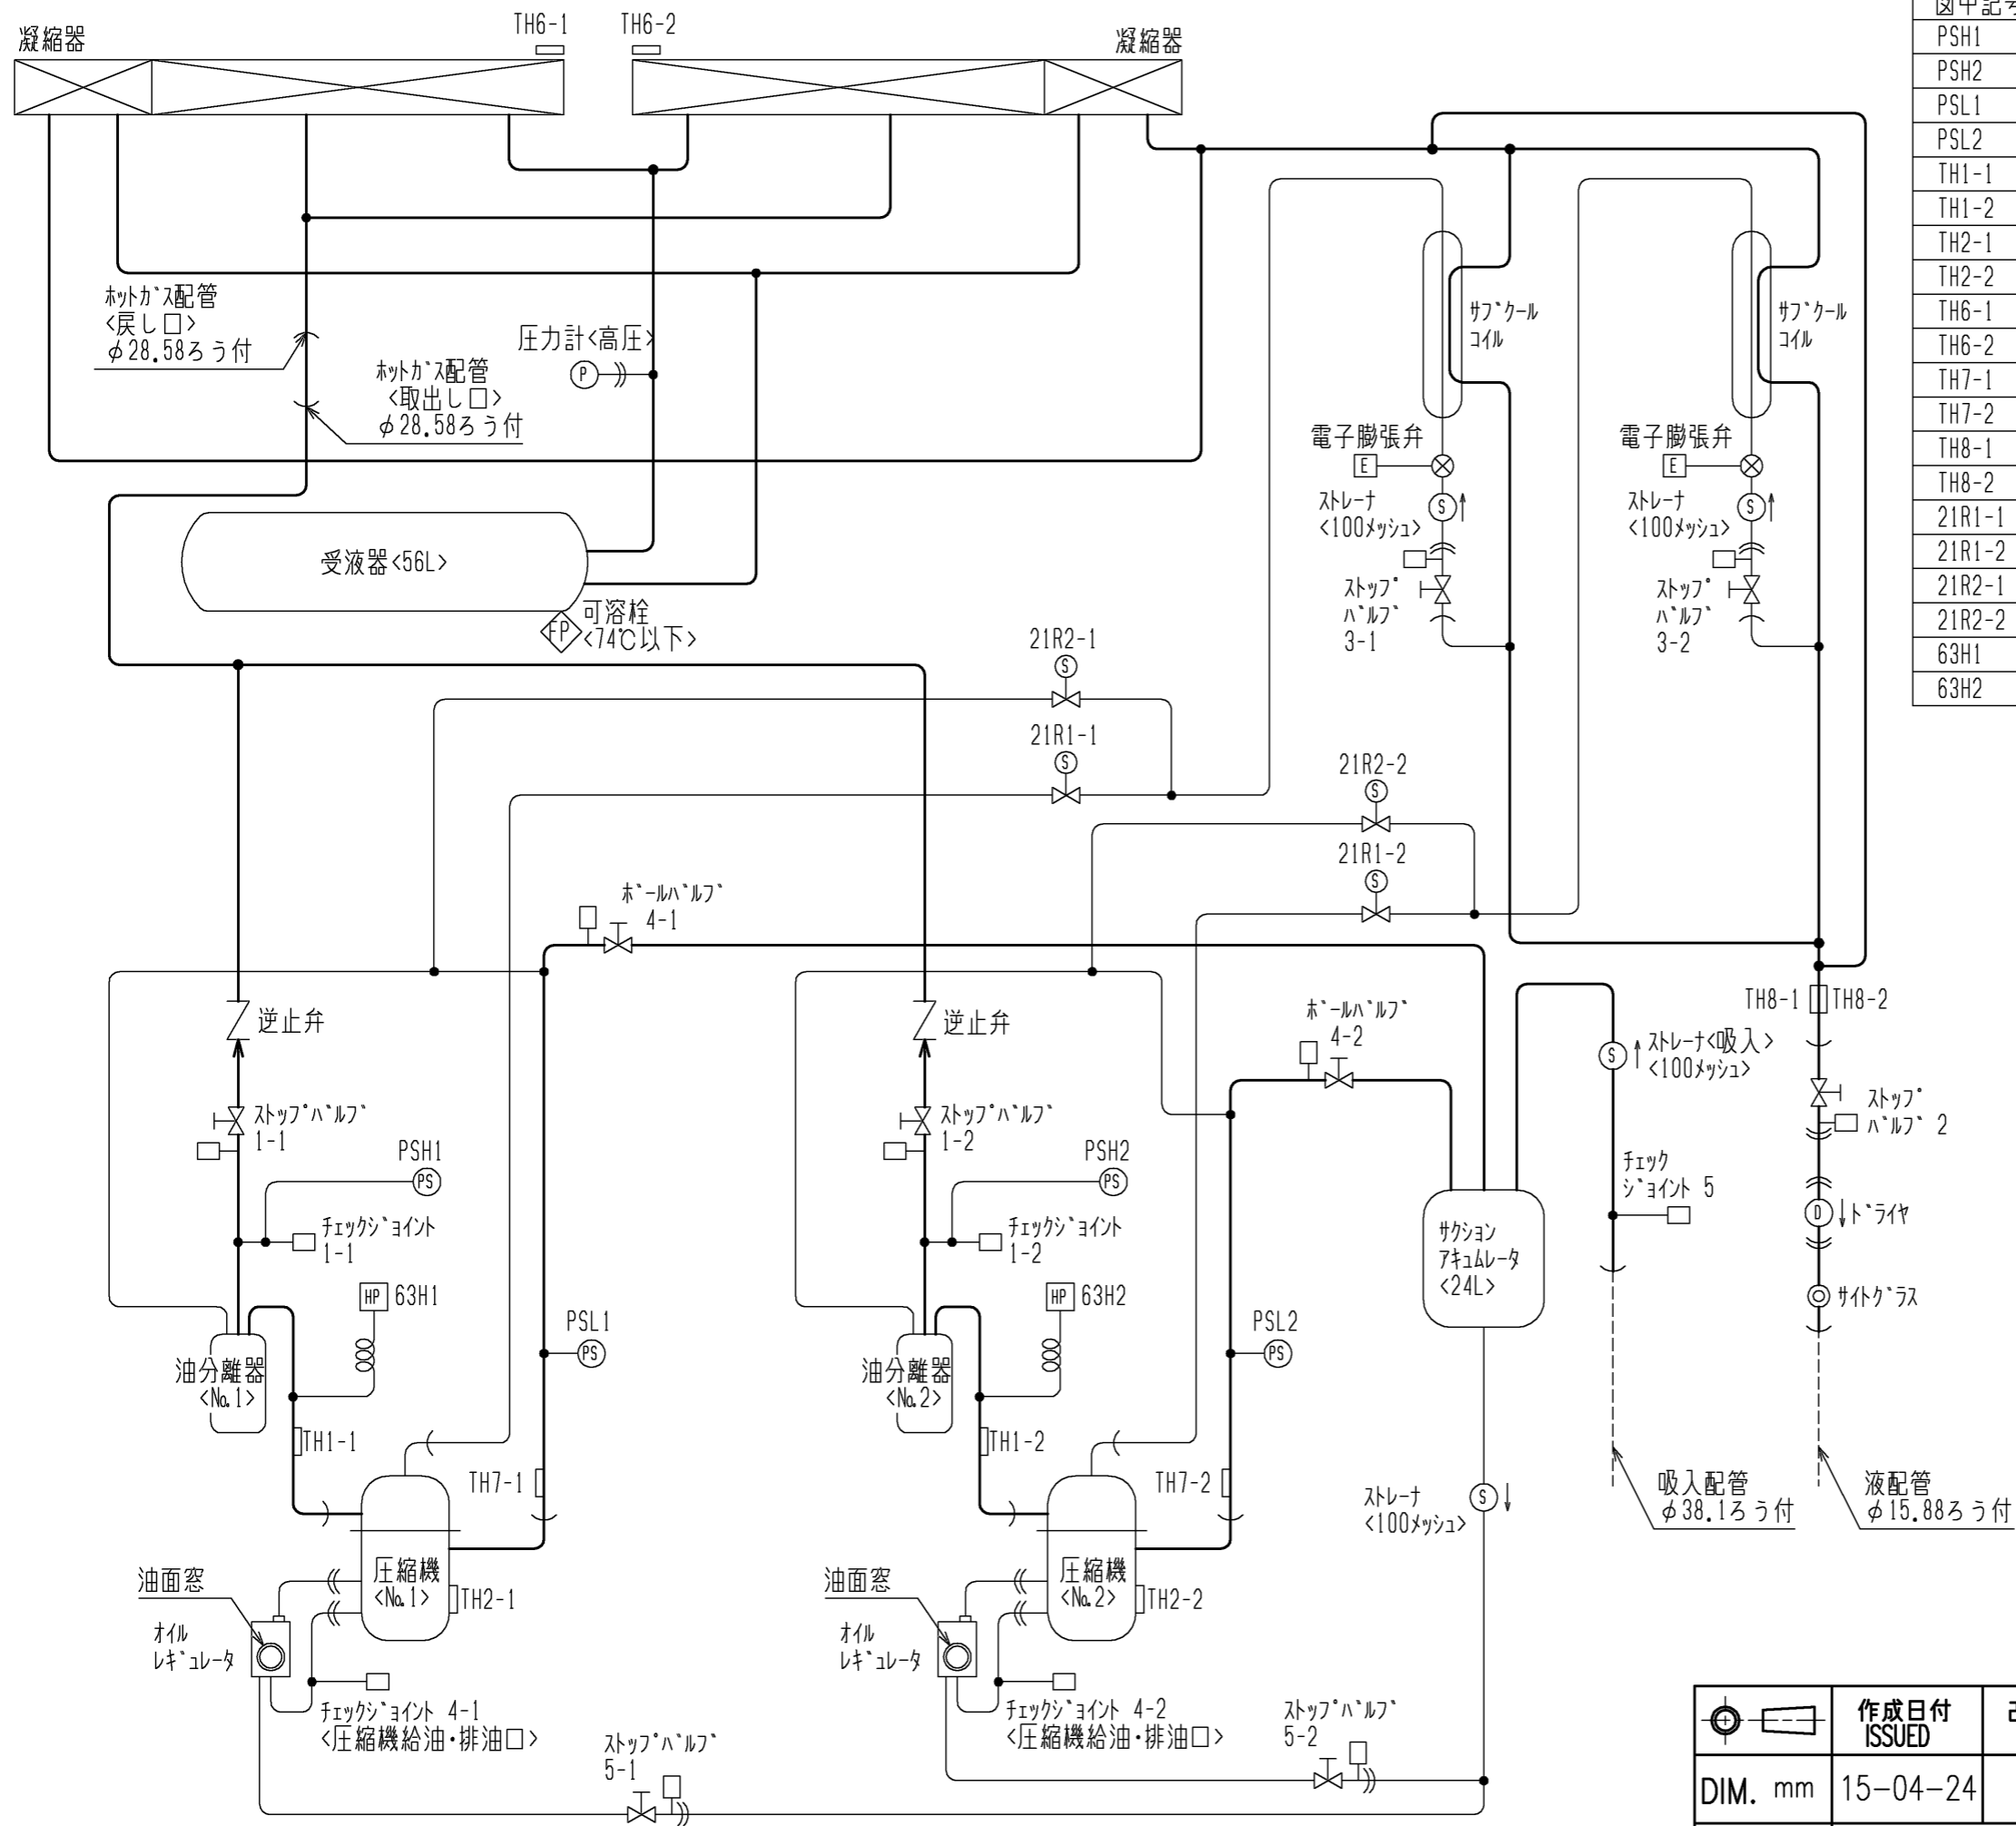 凝縮器
TH6-1
TH6-2
凝縮器
ﾎｯﾄｶﾞｽ配管
<戻し口>
φ28.58ろう付
ﾎｯﾄｶﾞｽ配管
<取出し口>
φ28.58ろう付
圧力計<高圧>
P
受液器<56L>
FP
可溶栓
<74℃以下>
ｻﾌﾞｸｰﾙ
ｺｲﾙ
ｻﾌﾞｸｰﾙ
ｺｲﾙ
電子膨張弁
E
ｽﾄﾚｰﾅ
<100ﾒｯｼｭ>
S
ｽﾄｯﾌﾟ
ﾊﾞﾙﾌﾞ
3-1
電子膨張弁
E
ｽﾄﾚｰﾅ
<100ﾒｯｼｭ>
S
ｽﾄｯﾌﾟ
ﾊﾞﾙﾌﾞ
3-2
21R2-1
S
21R1-1
S
21R2-2
S
21R1-2
S
ﾎﾞｰﾙﾊﾞﾙﾌﾞ
4-1
逆止弁
ｽﾄｯﾌﾟﾊﾞﾙﾌﾞ
1-1
PSH1
PS
ﾁｪｯｸｼﾞｮｲﾝﾄ
1-1
HP 63H1
PSL1
PS
油分離器
<No.1>
TH1-1
TH7-1
圧縮機
<No.1>
TH2-1
油面窓
ｵｲﾙ
ﾚｷﾞｭﾚｰﾀ
ﾁｪｯｸｼﾞｮｲﾝﾄ 4-1
<圧縮機給油・排油口>
ｽﾄｯﾌﾟﾊﾞﾙﾌﾞ
5-1
逆止弁
ｽﾄｯﾌﾟﾊﾞﾙﾌﾞ
1-2
PSH2
PS
ﾁｪｯｸｼﾞｮｲﾝﾄ
1-2
HP 63H2
PSL2
PS
油分離器
<No.2>
TH1-2
TH7-2
圧縮機
<No.2>
TH2-2
油面窓
ｵｲﾙ
ﾚｷﾞｭﾚｰﾀ
ﾁｪｯｸｼﾞｮｲﾝﾄ 4-2
<圧縮機給油・排油口>
ｽﾄｯﾌﾟﾊﾞﾙﾌﾞ
5-2
ﾎﾞｰﾙﾊﾞﾙﾌﾞ
4-2
ｻｸｼｮﾝ
ｱｷｭﾑﾚｰﾀ
<24L>
ｽﾄﾚｰﾅ
<100ﾒｯｼｭ>
S
S
ｽﾄﾚｰﾅ<吸入>
<100ﾒｯｼｭ>
ﾁｪｯｸ
ｼﾞｮｲﾝﾄ 5
吸入配管
φ38.1ろう付
TH8-1
TH8-2
ｽﾄｯﾌﾟ
ﾊﾞﾙﾌﾞ 2
D
ﾄﾞﾗｲﾔ
ｻｲﾄｸﾞﾗｽ
液配管
φ15.88ろう付
図中記号
PSH1
PSH2
PSL1
PSL2
TH1-1
TH1-2
TH2-1
TH2-2
TH6-1
TH6-2
TH7-1
TH7-2
TH8-1
TH8-2
21R1-1
21R1-2
21R2-1
21R2-2
63H1
63H2
作成日付
ISSUED
DIM. mm
15-04-24